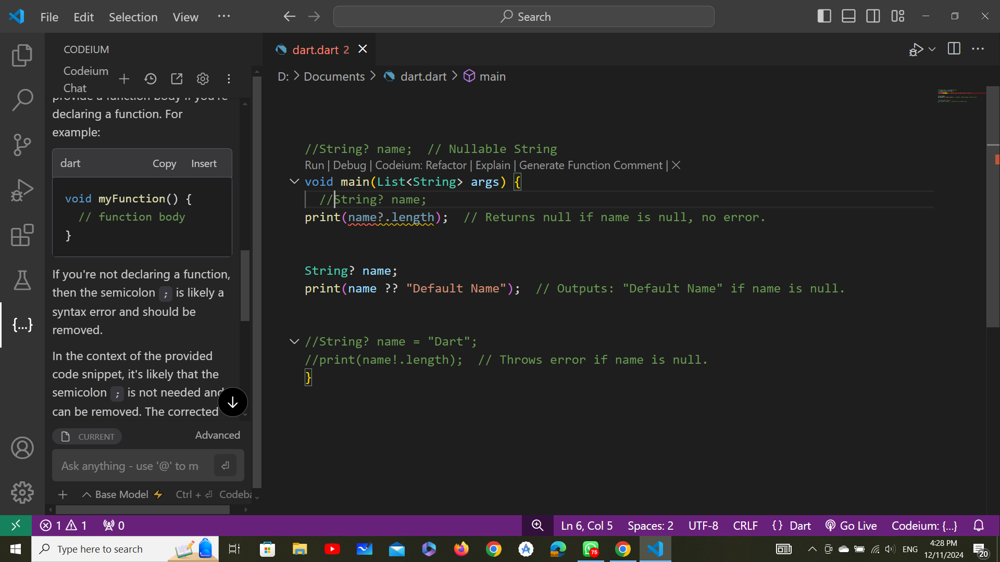 File Edit Selection View ··· Search
CODEIUM
Codeium
Chat
provide a function body if you're
declaring a function. For
example:
dart Copy Insert
void myFunction() {
// function body
}
If you're not declaring a function,
then the semicolon ; is likely a
syntax error and should be
removed.
In the context of the provided
code snippet, it's likely that the
semicolon ; is not needed and
can be removed. The corrected
CURRENT Advanced
Ask anything - use '@' to m
Base Model Ctrl + Codeba
dart.dart 2
D: > Documents > dart.dart > main
//String? name;  // Nullable String
Run | Debug | Codeium: Refactor | Explain | Generate Function Comment | X
void main(List<String> args) {
//String? name;
print(name?.length);  // Returns null if name is null, no error.
String? name;
print(name ?? "Default Name");  // Outputs: "Default Name" if name is null.
//String? name = "Dart";
//print(name!.length);  // Throws error if name is null.
}
1 1 0 Ln 6, Col 5 Spaces: 2 UTF-8 CRLF {} Dart Go Live Codeium: {...}
Type here to search 75 ENG
4:28 PM
12/11/2024
20